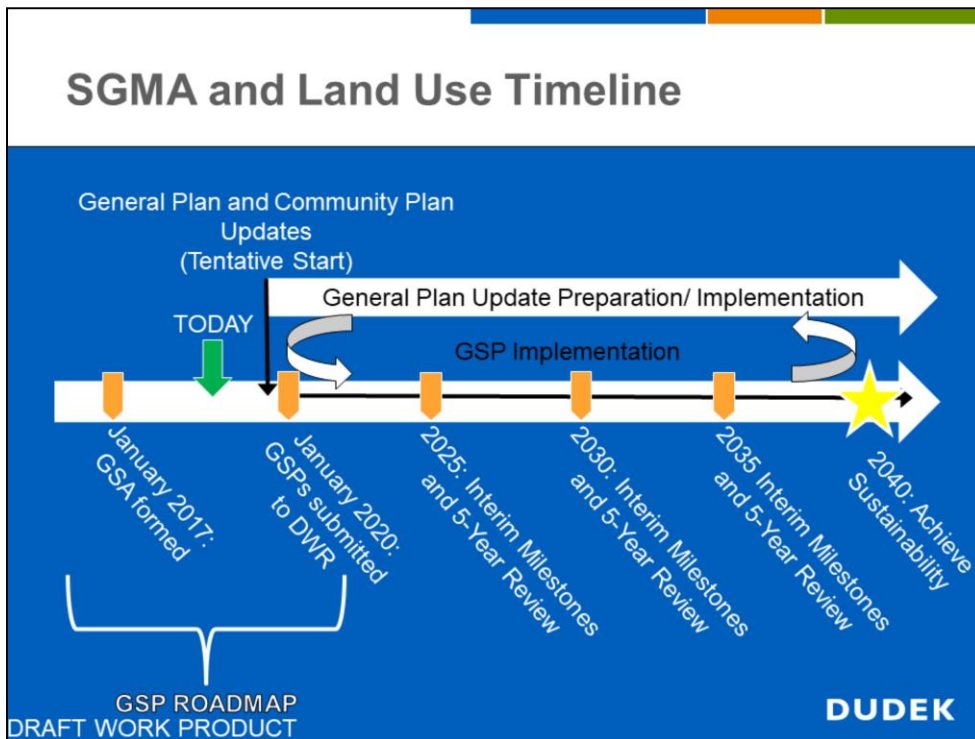 SGMA and Land Use Timeline
General Plan and Community Plan
Updates
(Tentative Start)
General Plan Update Preparation/ Implementation
TODAY
GSP Implementation
January 2017:
GSA formed
January 2020:
GSPs submitted
to DWR
2025: Interim Milestones
and 5-Year Review
2030: Interim Milestones
and 5-Year Review
2035 Interim Milestones
and 5-Year Review
2040: Achieve
Sustainability
GSP ROADMAP
DRAFT WORK PRODUCT
DUDEK